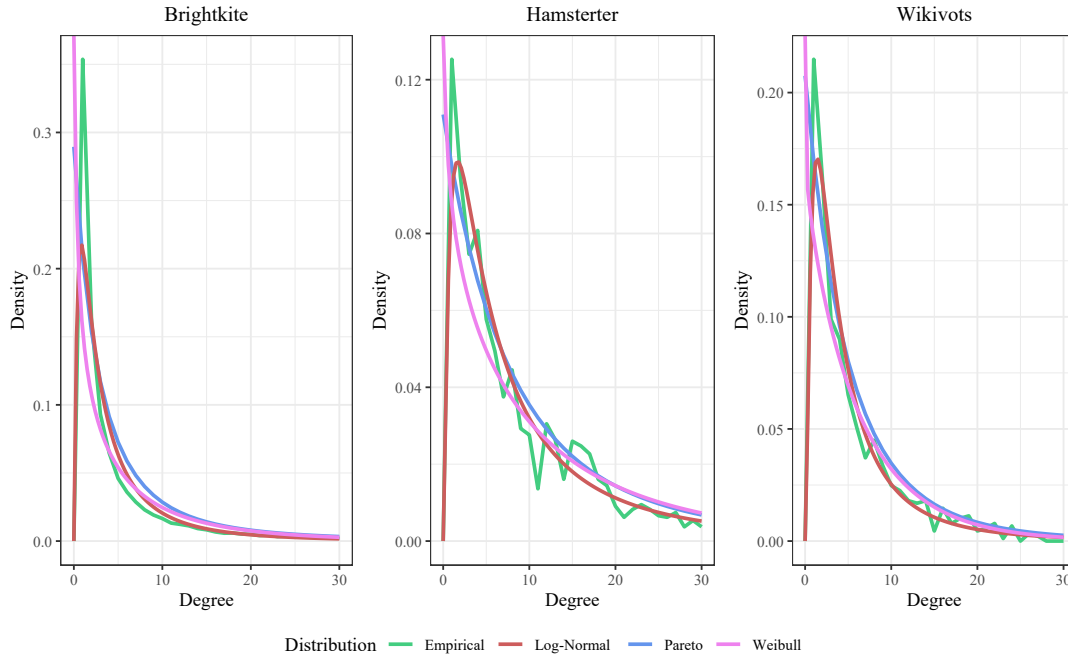 Brightkite
Hamsterter
Wikivots
Density
0.3
0.2
0.1
0.0
0 10 20 30
Degree
Density
0.12
0.08
0.04
0.00
0 10 20 30
Degree
Density
0.20
0.15
0.10
0.05
0.00
0 10 20 30
Degree
Distribution Empirical Log-Normal Pareto Weibull